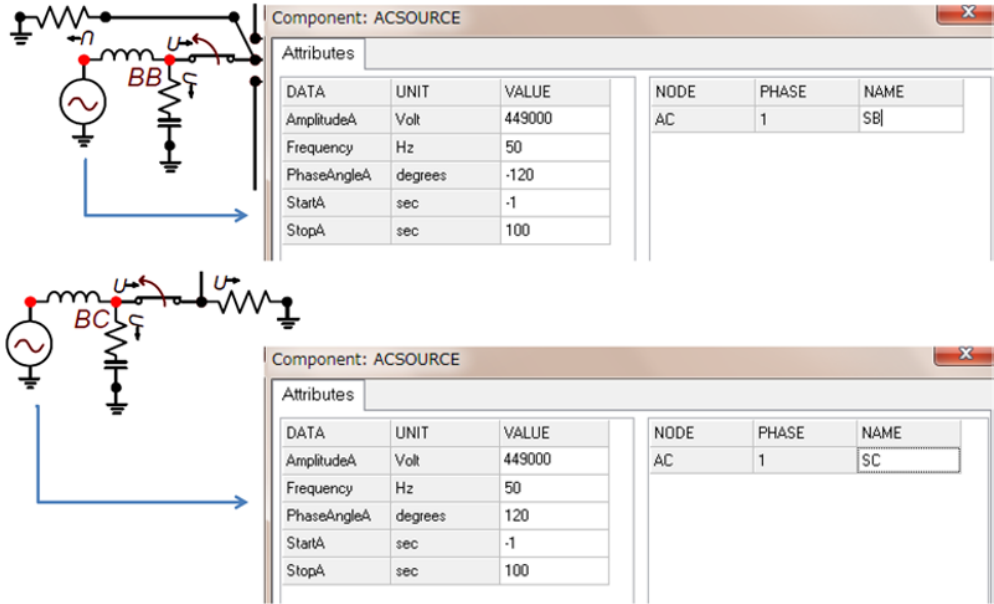 Component: ACSOURCE
Attributes
DATA UNIT VALUE NODE PHASE NAME
AmplitudeA Volt 449000 AC 1 SB
Frequency Hz 50
PhaseAngleA degrees -120
StartA sec -1
StopA sec 100
U
U
BB
U
Component: ACSOURCE
Attributes
DATA UNIT VALUE NODE PHASE NAME
AmplitudeA Volt 449000 AC 1 SC
Frequency Hz 50
PhaseAngleA degrees 120
StartA sec -1
StopA sec 100
U U
BC
U